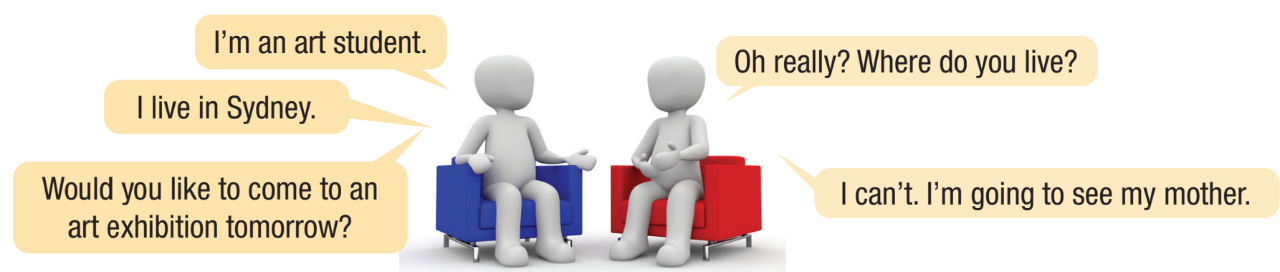 I'm an art student.
Oh really? Where do you live?
I live in Sydney.
Would you like to come to an
art exhibition tomorrow?
I can't. I'm going to see my mother.